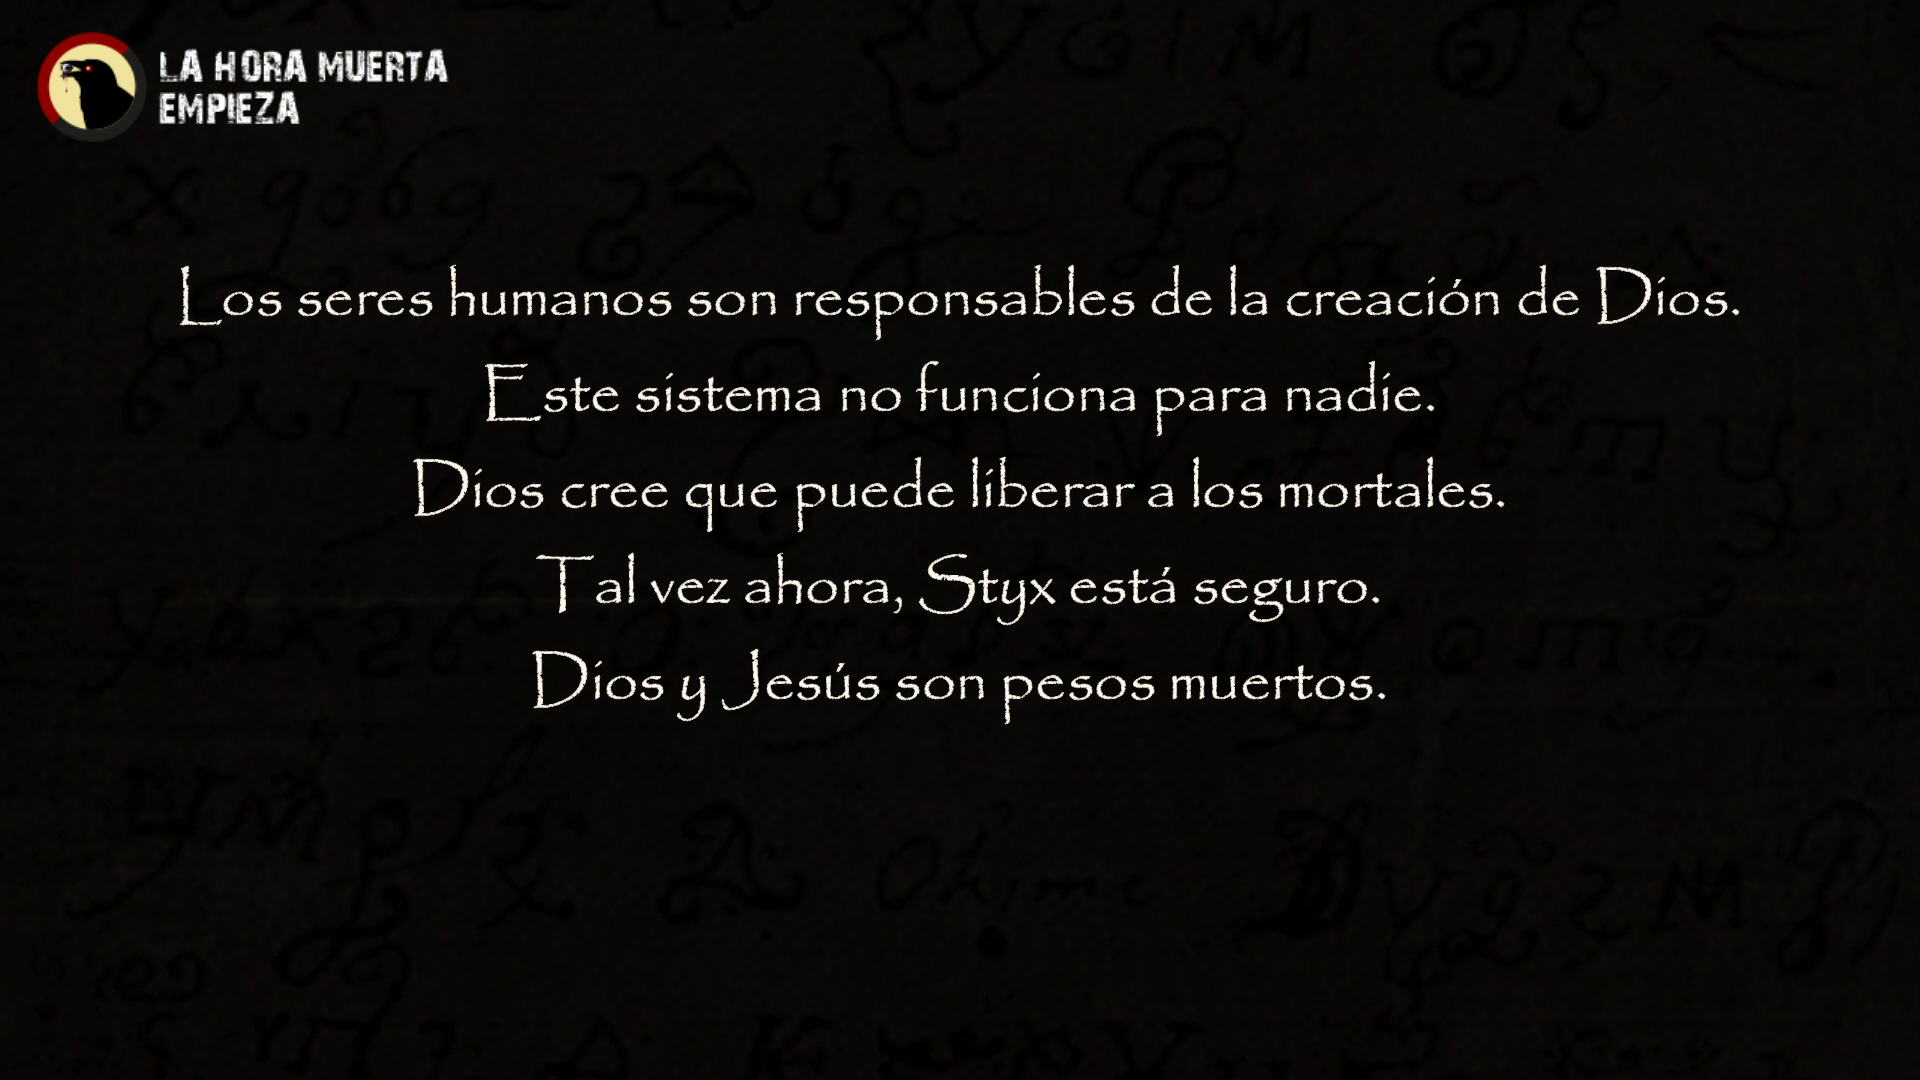 LA HORA MUERTA
EMPIEZA
Los seres humanos son responsables de la creación de Dios.
Este sistema no funciona para nadie.
Dios cree que puede liberar a los mortales.
Tal vez ahora, Styx está seguro.
Dios y Jesús son pesos muertos.